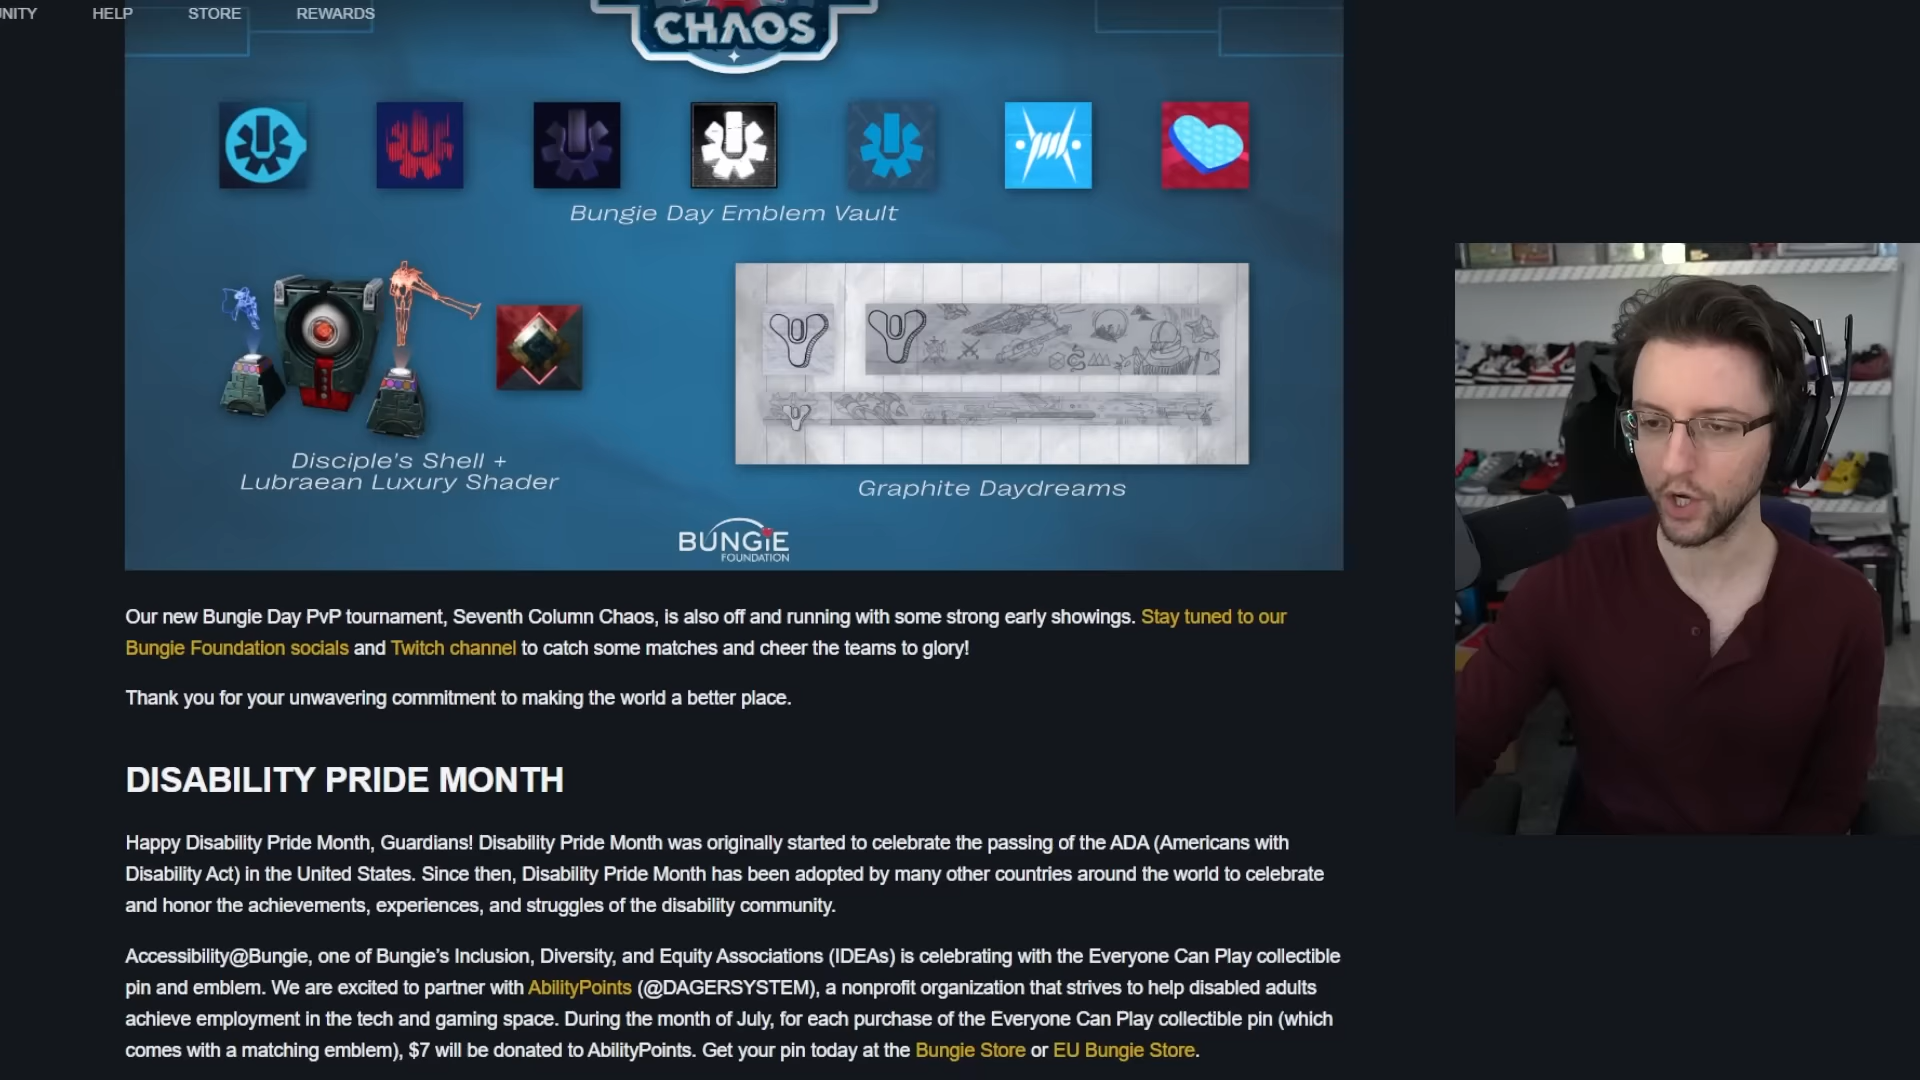 NITY HELP STORE REWARDS
CHAOS
Bungie Day Emblem Vault
Disciple's Shell +
Lubraean Luxury Shader
Graphite Daydreams
BUNGiE
FOUNDATION
Our new Bungie Day PvP tournament, Seventh Column Chaos, is also off and running with some strong early showings. Stay tuned to our
Bungie Foundation socials and Twitch channel to catch some matches and cheer the teams to glory!
Thank you for your unwavering commitment to making the world a better place.
DISABILITY PRIDE MONTH
Happy Disability Pride Month, Guardians! Disability Pride Month was originally started to celebrate the passing of the ADA (Americans with
Disability Act) in the United States. Since then, Disability Pride Month has been adopted by many other countries around the world to celebrate
and honor the achievements, experiences, and struggles of the disability community.
Accessibility@Bungie, one of Bungie's Inclusion, Diversity, and Equity Associations (IDEAs) is celebrating with the Everyone Can Play collectible
pin and emblem. We are excited to partner with AbilityPoints (@DAGERSYSTEM), a nonprofit organization that strives to help disabled adults
achieve employment in the tech and gaming space. During the month of July, for each purchase of the Everyone Can Play collectible pin (which
comes with a matching emblem), $7 will be donated to AbilityPoints. Get your pin today at the Bungie Store or EU Bungie Store.